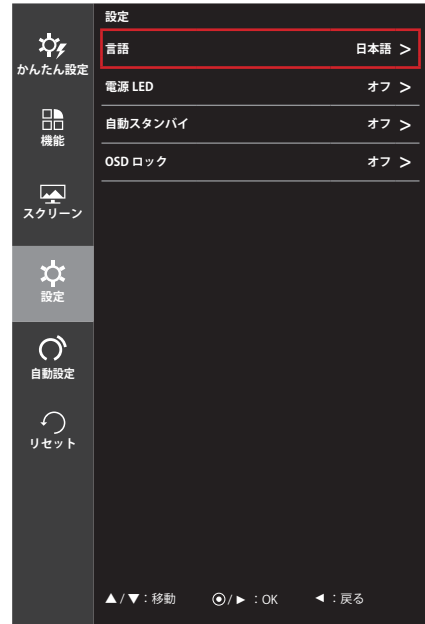 かんたん設定
機能
スクリーン
設定
自動設定
リセット
設定
言語 日本語 >
電源 LED オフ >
自動スタンバイ オフ >
OSD ロック オフ >
▲/▼：移動 ◉/►：OK ◄：戻る